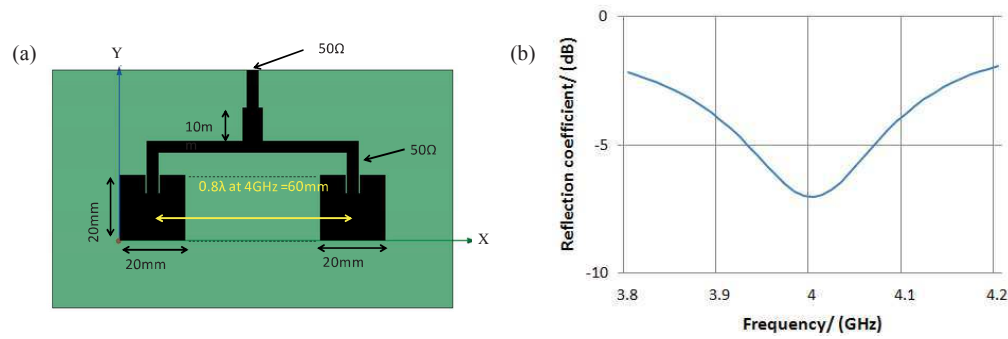 (a)
Y
50Ω
10m
m
50Ω
0.8λ at 4GHz =60mm
20mm
X
20mm
20mm
(b)
Reflection coefficient/ (dB)
0
-5
-10
3.8 3.9 4 4.1 4.2
Frequency/ (GHz)